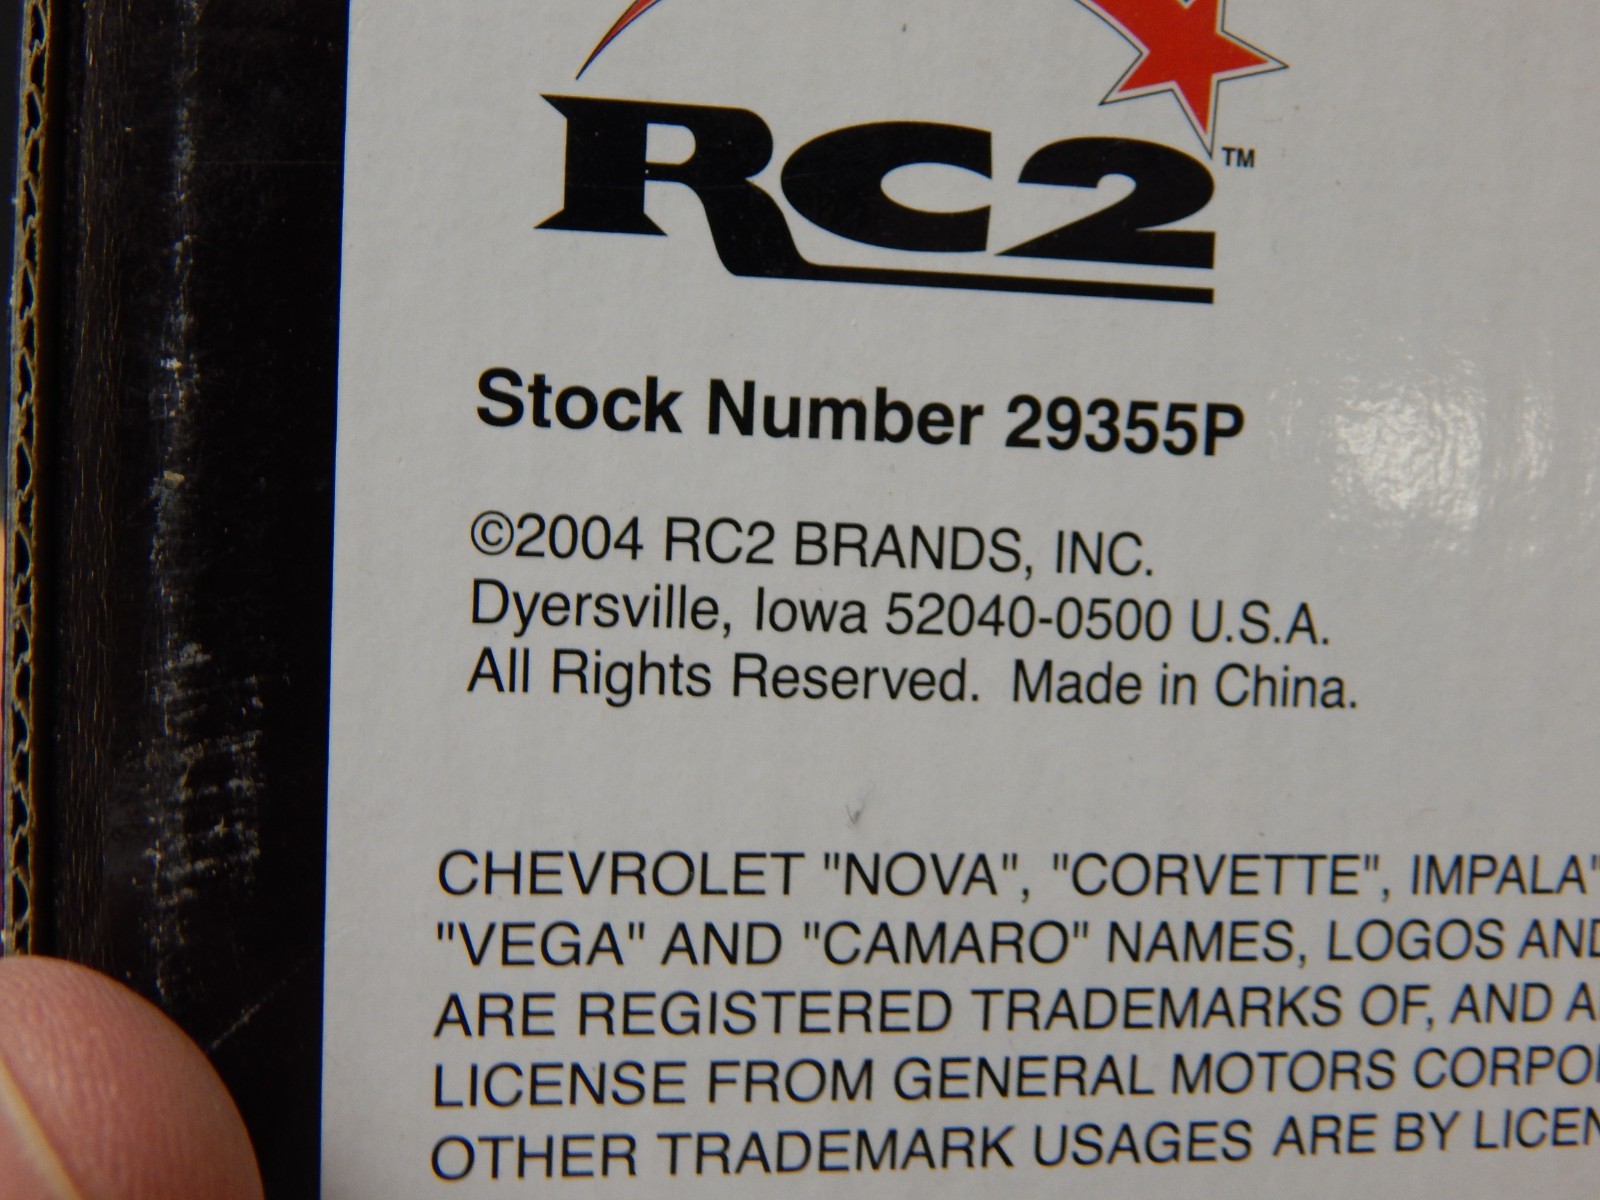 RC2™
Stock Number 29355P
©2004 RC2 BRANDS, INC.
Dyersville, Iowa 52040-0500 U.S.A.
All Rights Reserved. Made in China.
CHEVROLET "NOVA", "CORVETTE", IMPALA"
"VEGA" AND "CAMARO" NAMES, LOGOS AND
ARE REGISTERED TRADEMARKS OF, AND
LICENSE FROM GENERAL MOTORS
OTHER TRADEMARK USAGES ARE BY